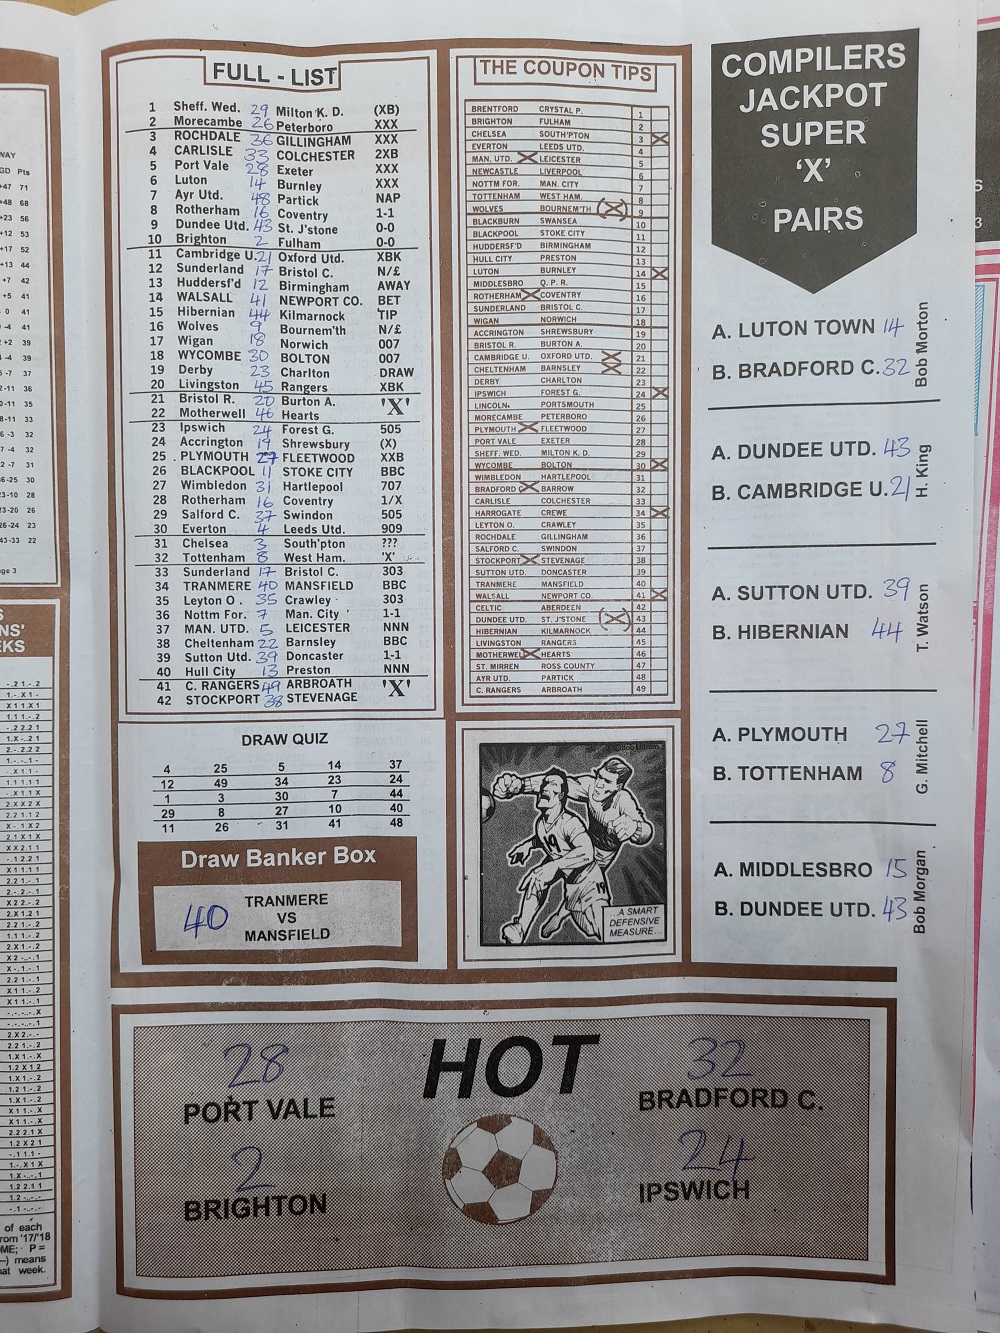 FULL - LIST
1 Sheff. Wed. 29 Milton K. D. (XB)
2 Morecambe 26 Peterboro XXX
3 ROCHDALE 36 GILLINGHAM XXX
4 CARLISLE 33 COLCHESTER 2XB
5 Port Vale 28 Exeter XXX
6 Luton 14 Burnley XXX
7 Ayr Utd. 48 Partick NAP
8 Rotherham 16 Coventry 1-1
9 Dundee Utd. 43 St. J'stone 0-0
10 Brighton 2 Fulham 0-0
11 Cambridge U. 21 Oxford Utd. XBK
12 Sunderland 17 Bristol C. N/£
13 Huddersf'd 12 Birmingham AWAY
14 WALSALL 41 NEWPORT CO. BET
15 Hibernian 44 Kilmarnock TIP
16 Wolves 9 Bournem'th N/£
17 Wigan 18 Norwich 007
18 WYCOMBE 30 BOLTON 007
19 Derby 23 Charlton DRAW
20 Livingston 45 Rangers XBK
21 Bristol R. 20 Burton A. 'X'
22 Motherwell 46 Hearts
23 Ipswich 24 Forest G. 505
24 Accrington 19 Shrewsbury (X)
25 PLYMOUTH 27 FLEETWOOD XXB
26 BLACKPOOL 11 STOKE CITY BBC
27 Wimbledon 31 Hartlepool 707
28 Rotherham 16 Coventry 1/X
29 Salford C. 37 Swindon 505
30 Everton 4 Leeds Utd. 909
31 Chelsea 3 South'pton ???
32 Tottenham 8 West Ham. 'X'
33 Sunderland 17 Bristol C. 303
34 TRANMERE 40 MANSFIELD BBC
35 Leyton O. 35 Crawley 303
36 Nottm For. 7 Man. City 1-1
37 MAN. UTD. 5 LEICESTER NNN
38 Cheltenham 22 Barnsley BBC
39 Sutton Utd. 39 Doncaster 1-1
40 Hull City 13 Preston NNN
41 C. RANGERS 49 ARBROATH 'X'
42 STOCKPORT 38 STEVENAGE
DRAW QUIZ
4 25 5 14 37
12 49 34 23 24
1 3 30 7 44
29 8 27 10 40
11 26 31 41 48
Draw Banker Box
40
TRANMERE
VS
MANSFIELD
THE COUPON TIPS
BRENTFORD CRYSTAL P. 1
BRIGHTON FULHAM 2
CHELSEA SOUTH'PTON 3
EVERTON LEEDS UTD. 4
MAN. UTD. LEICESTER 5
NEWCASTLE LIVERPOOL 6
NOTTM FOR. MAN. CITY 7
TOTTENHAM WEST HAM. 8
WOLVES BOURNEM'TH 9
BLACKBURN SWANSEA 10
BLACKPOOL STOKE CITY 11
HUDDERSF'D BIRMINGHAM 12
HULL CITY PRESTON 13
LUTON BURNLEY 14
MIDDLESBRO Q. P. R. 15
ROTHERHAM COVENTRY 16
SUNDERLAND BRISTOL C. 17
WIGAN NORWICH 18
ACCRINGTON SHREWSBURY 19
BRISTOL R. BURTON A. 20
CAMBRIDGE U. OXFORD UTD. 21
CHELTENHAM BARNSLEY 22
DERBY CHARLTON 23
IPSWICH FOREST G. 24
LINCOLN. PORTSMOUTH 25
MORECAMBE PETERBORO 26
PLYMOUTH FLEETWOOD 27
PORT VALE EXETER 28
SHEFF. WED. MILTON K. D. 29
WYCOMBE BOLTON 30
WIMBLEDON HARTLEPOOL 31
BRADFORD C. BARROW 32
CARLISLE COLCHESTER 33
HARROGATE CREWE 34
LEYTON O. CRAWLEY 35
ROCHDALE GILLINGHAM 36
SALFORD C. SWINDON 37
STOCKPORT STEVENAGE 38
SUTTON UTD. DONCASTER 39
TRANMERE MANSFIELD 40
WALSALL NEWPORT CO. 41
CELTIC ABERDEEN 42
DUNDEE UTD. ST. J'STONE 43
HIBERNIAN KILMARNOCK 44
LIVINGSTON RANGERS 45
MOTHERWELL HEARTS 46
ST. MIRREN ROSS COUNTY 47
AYR UTD. PARTICK 48
C. RANGERS ARBROATH 49
19
19
...A SMART
DEFENSIVE
MEASURE...
COMPILERS
JACKPOT
SUPER
'X'
PAIRS
A. LUTON TOWN 14
B. BRADFORD C. 32
Bob Morton
A. DUNDEE UTD. 43
B. CAMBRIDGE U. 21
H. King
A. SUTTON UTD. 39
B. HIBERNIAN 44
T. Watson
A. PLYMOUTH 27
B. TOTTENHAM 8
G. Mitchell
A. MIDDLESBRO 15
B. DUNDEE UTD. 43
Bob Morgan
HOT
28
PORT VALE
2
BRIGHTON
32
BRADFORD C.
24
IPSWICH